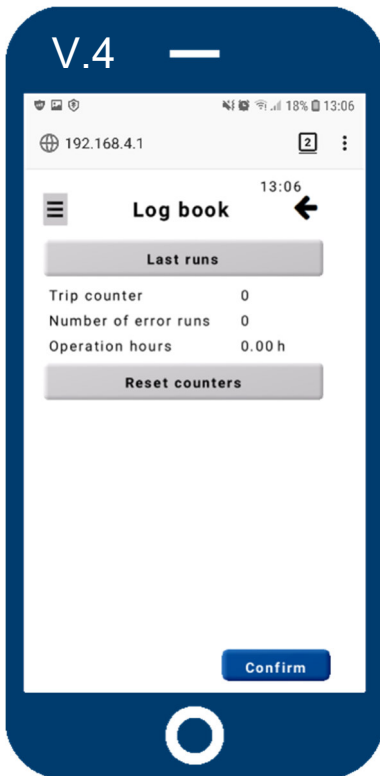 V.4
18% 13:06
192.168.4.1 2
13:06
Log book
Last runs
Trip counter 0
Number of error runs 0
Operation hours 0.00 h
Reset counters
Confirm